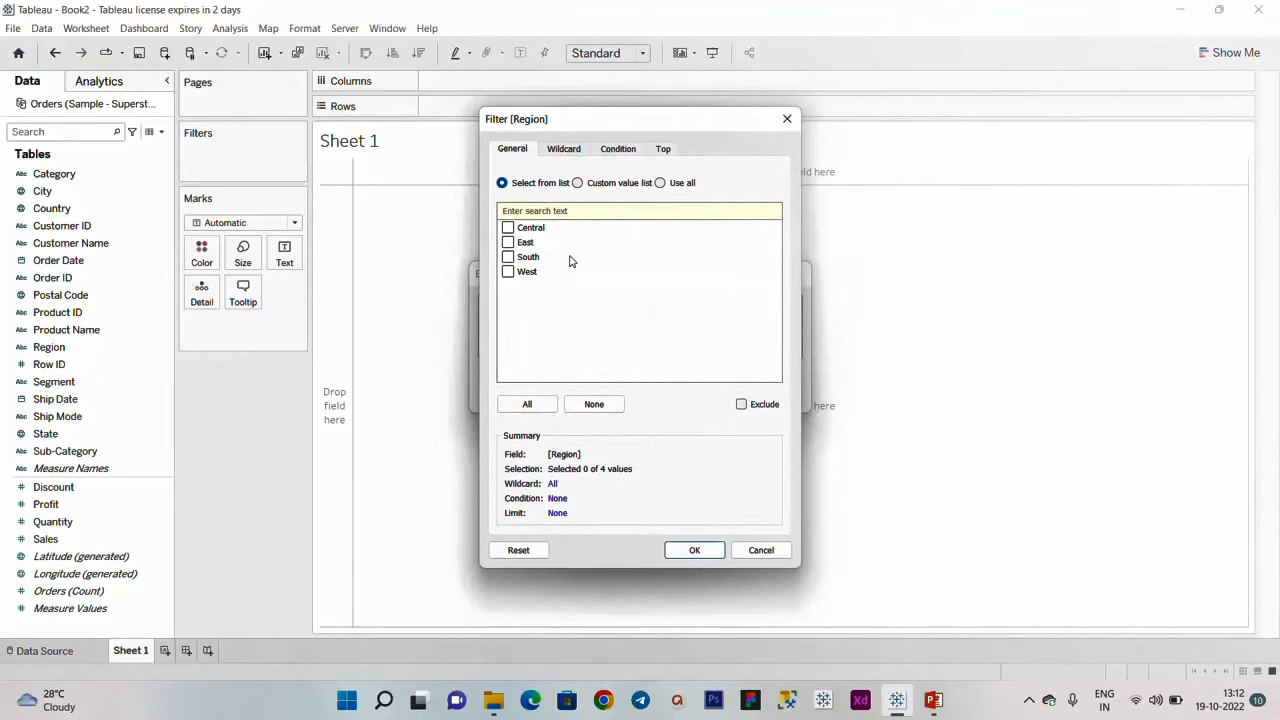 Tableau - Book2 - Tableau license expires in 2 days
File Data Worksheet Dashboard Story Analysis Map Format Server Window Help
Standard
Show Me
Data Analytics
Pages
Columns
Orders (Sample - Superst...
Rows
Search
Filters
Sheet 1
Tables
Category
City
Country
Customer ID
Customer Name
Order Date
Order ID
Postal Code
Product ID
Product Name
Region
Row ID
Segment
Ship Date
Ship Mode
State
Sub-Category
Measure Names
Discount
Profit
Quantity
Sales
Latitude (generated)
Longitude (generated)
Orders (Count)
Measure Values
Marks
Automatic
Color Size Text
Detail Tooltip
Drop
field
here
ld here
here
Filter [Region]
General Wildcard Condition Top
Select from list Custom value list Use all
Enter search text
Central
East
South
West
All None Exclude
Summary
Field: [Region]
Selection: Selected 0 of 4 values
Wildcard: All
Condition: None
Limit: None
Reset OK Cancel
Data Source Sheet 1
28°C
Cloudy
ENG
IN
13:12
19-10-2022
10